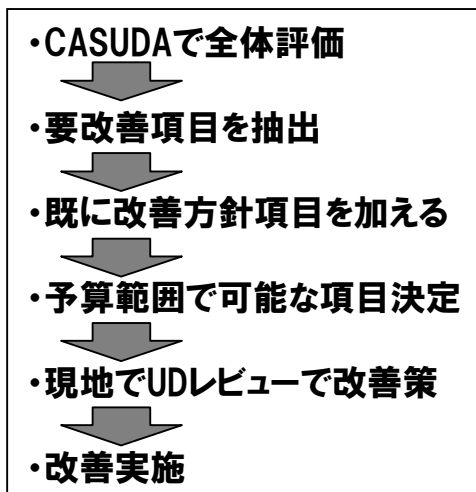 ・CASUDAで全体評価
・要改善項目を抽出
・既に改善方針項目を加える
・予算範囲で可能な項目決定
・現地でUDレビューで改善策
・改善実施